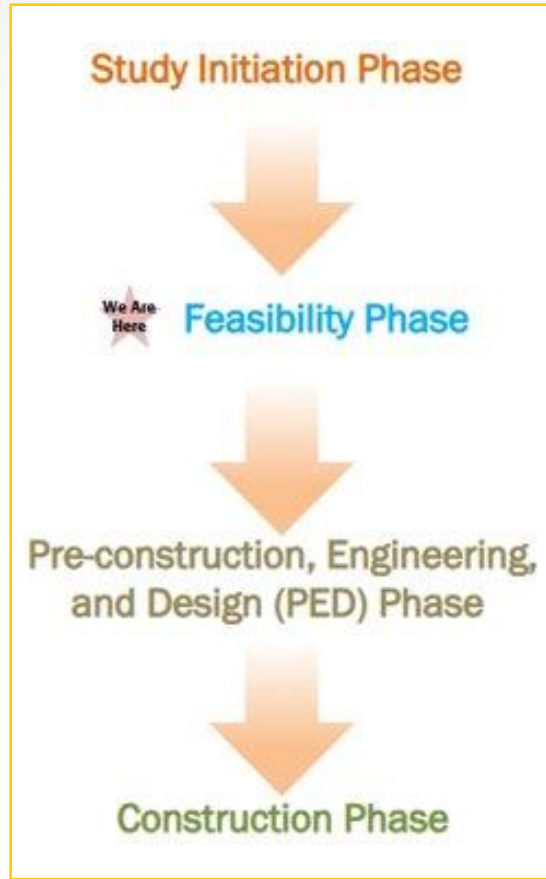 Study Initiation Phase
We Are
Here
Feasibility Phase
Pre-construction, Engineering,
and Design (PED) Phase
Construction Phase